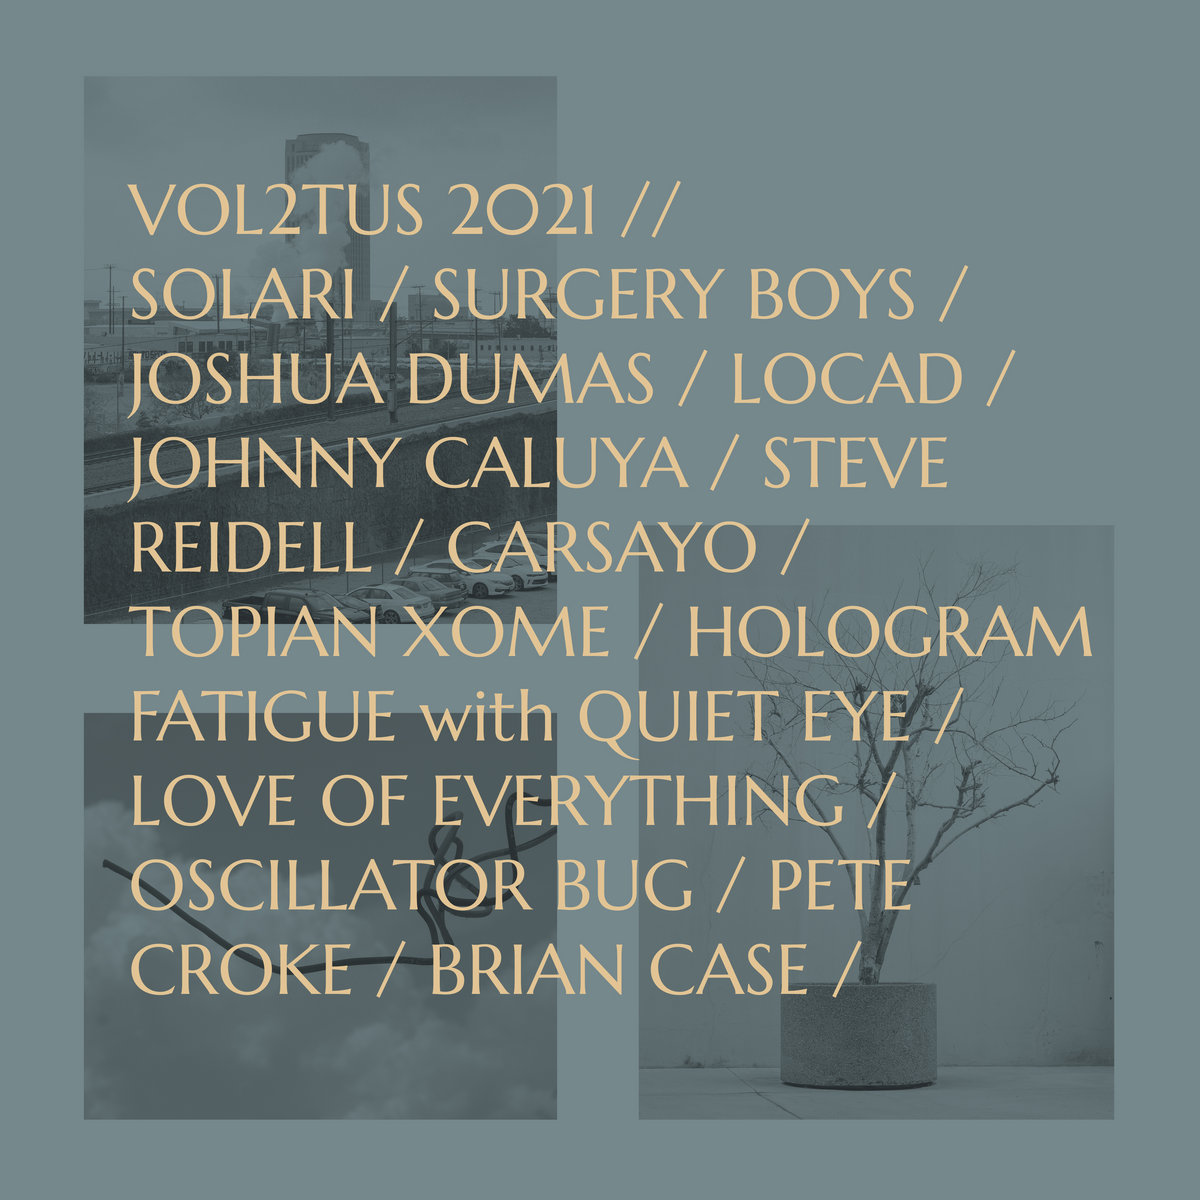 VOL2TUS 2021 //
SOLARI / SURGERY BOYS /
JOSHUA DUMAS / LOCAD /
JOHNNY CALUYA / STEVE
REIDELL / CARSAYO /
TOPIAN XOME / HOLOGRAM
FATIGUE with QUIET EYE /
LOVE OF EVERYTHING /
OSCILLATOR BUG / PETE
CROKE / BRIAN CASE /